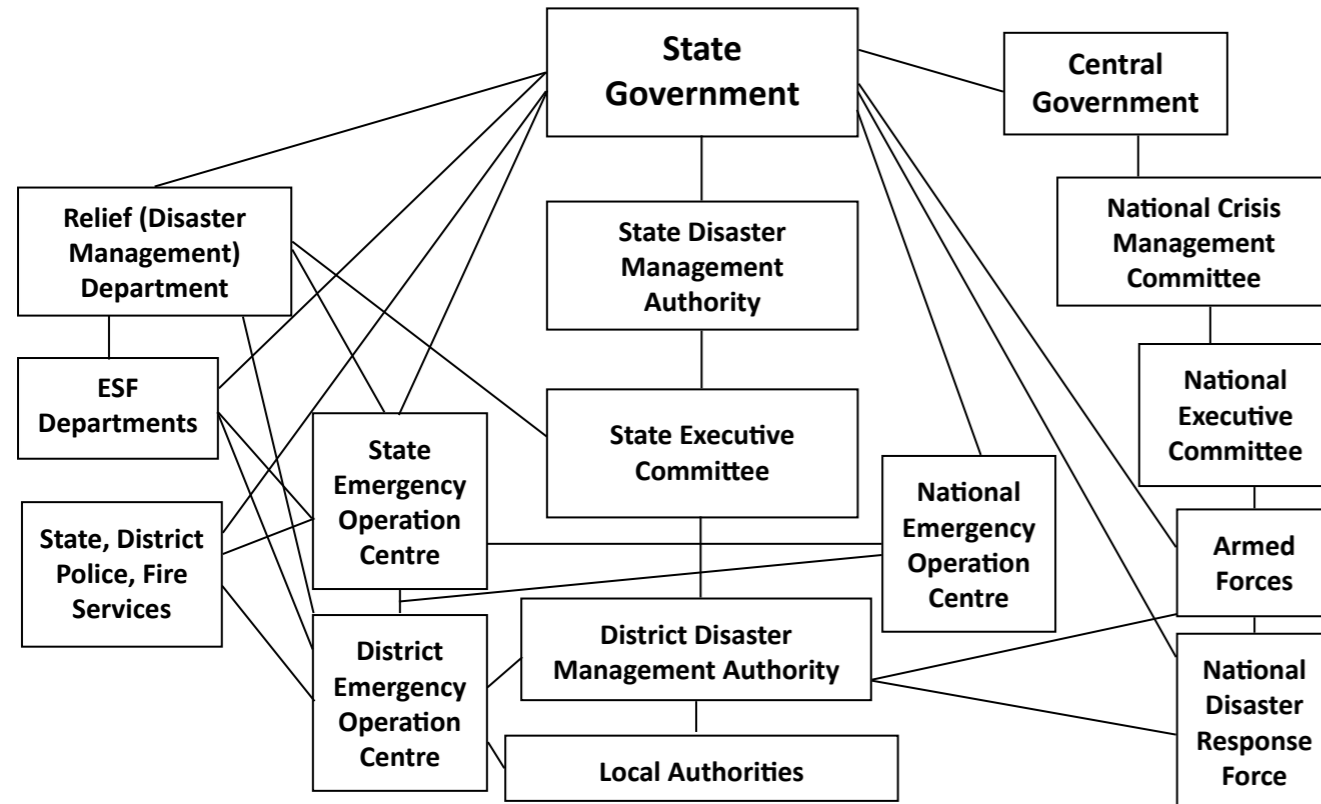 State
Government
Central
Government
Relief (Disaster
Management)
Department
State Disaster
Management
Authority
National Crisis
Management
Committee
ESF
Departments
National
Executive
Committee
State
Emergency
Operation
Centre
State Executive
Committee
National
Emergency
Operation
Centre
State, District
Police, Fire
Services
Armed
Forces
District
Emergency
Operation
Centre
District Disaster
Management Authority
National
Disaster
Response
Force
Local Authorities